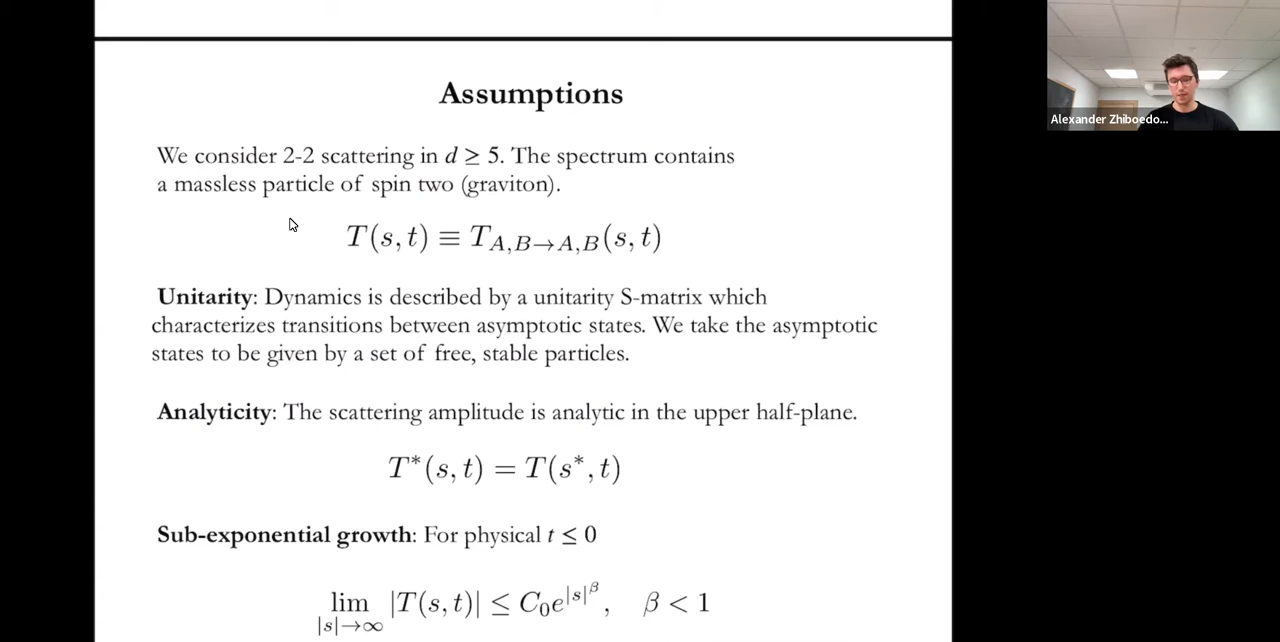 Assumptions
We consider 2-2 scattering in d ≥ 5. The spectrum contains
a massless particle of spin two (graviton).
T(s, t) ≡ T_{A,B→A,B}(s, t)
Unitarity: Dynamics is described by a unitarity S-matrix which
characterizes transitions between asymptotic states. We take the asymptotic
states to be given by a set of free, stable particles.
Analyticity: The scattering amplitude is analytic in the upper half-plane.
T*(s, t) = T(s*, t)
Sub-exponential growth: For physical t ≤ 0
lim_{|s|→∞} |T(s, t)| ≤ C_0 e^{|s|^β}, β < 1
Alexander Zhiboedo...